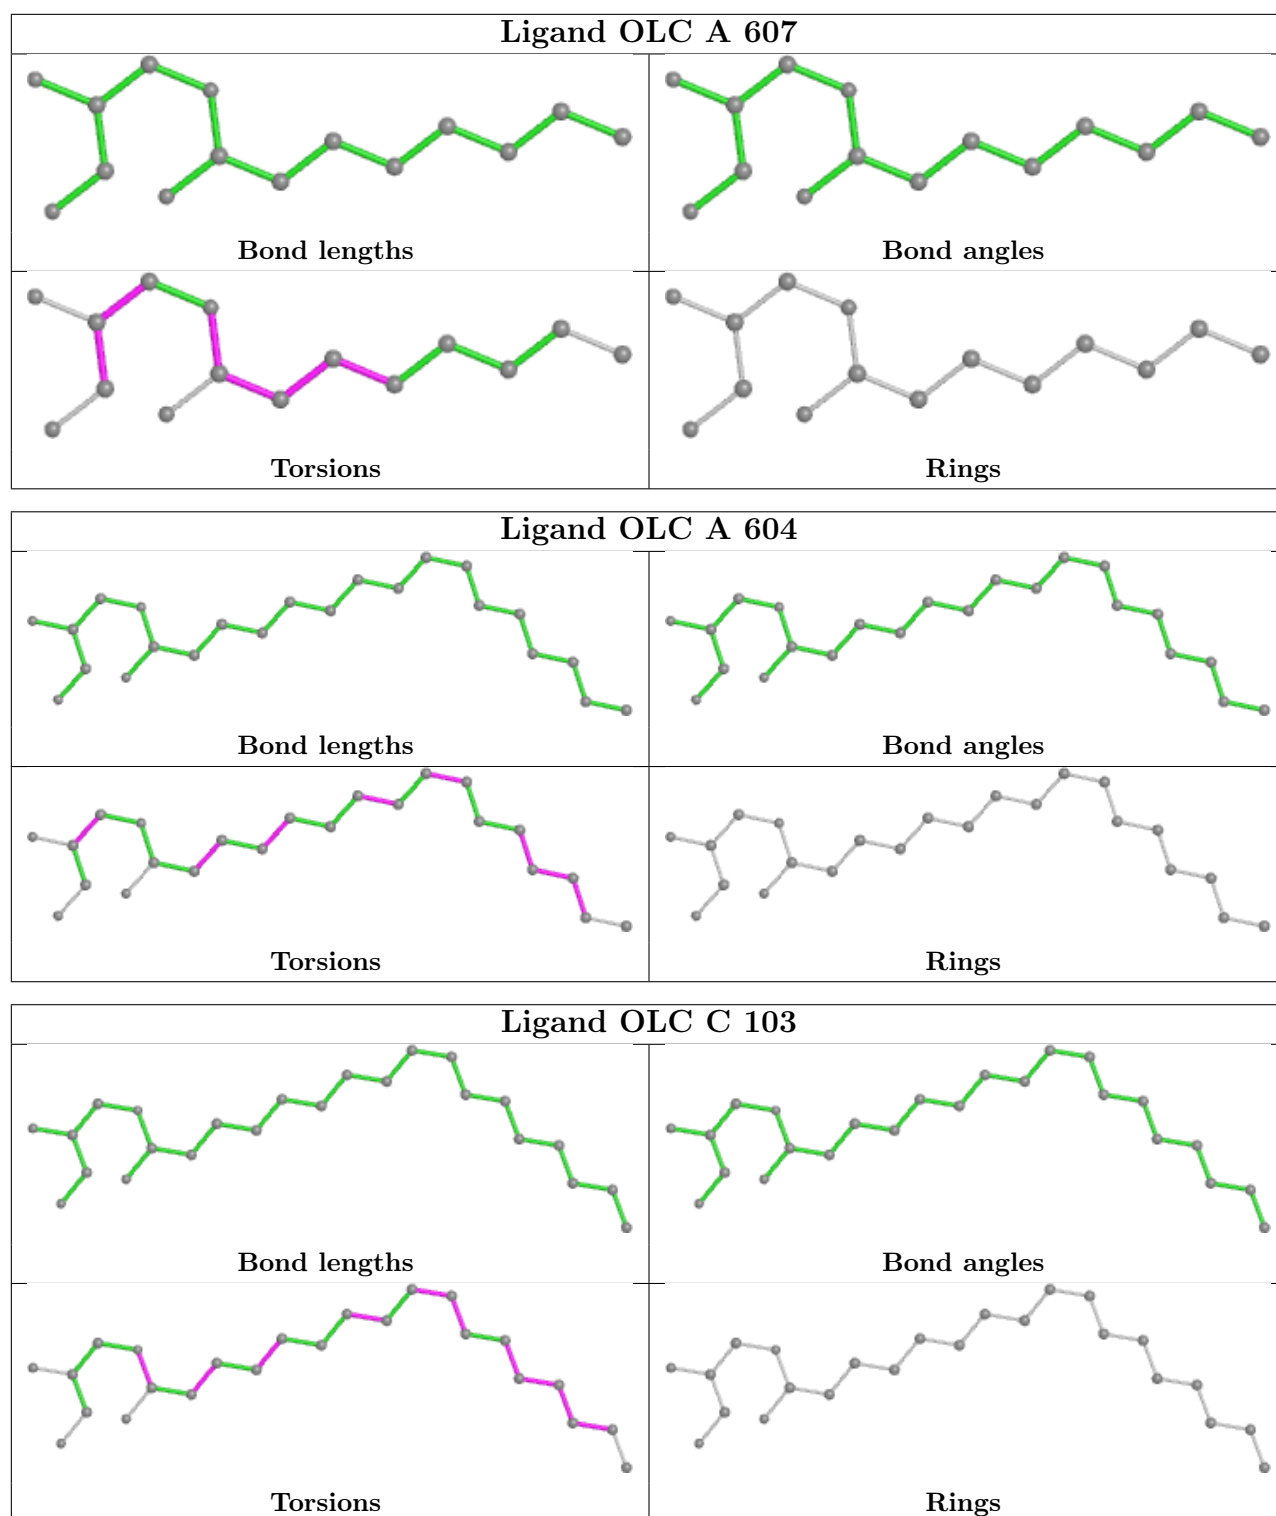 Ligand OLC A 607
Bond lengths
Bond angles
Torsions
Rings
Ligand OLC A 604
Bond lengths
Bond angles
Torsions
Rings
Ligand OLC C 103
Bond lengths
Bond angles
Torsions
Rings